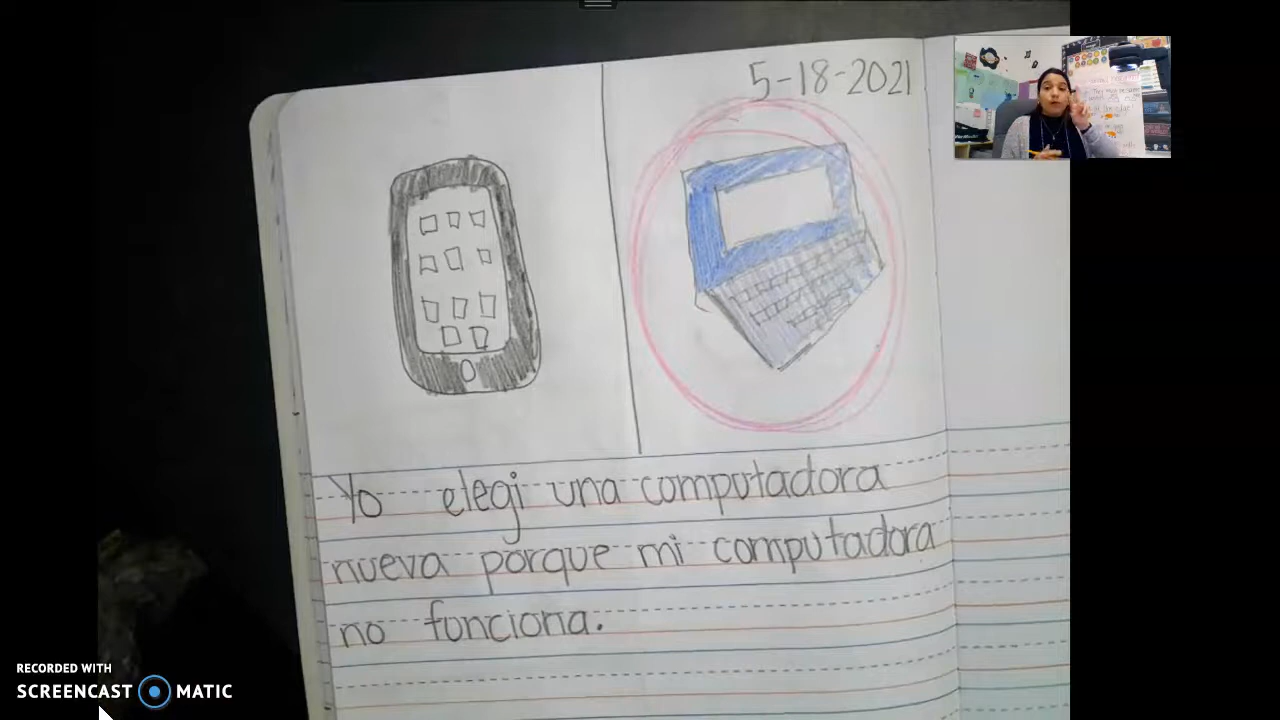 5-18-2021
Yo elegi una computadora
nueva porque mi computadora
no funciona.
RECORDED WITH
SCREENCAST MATIC